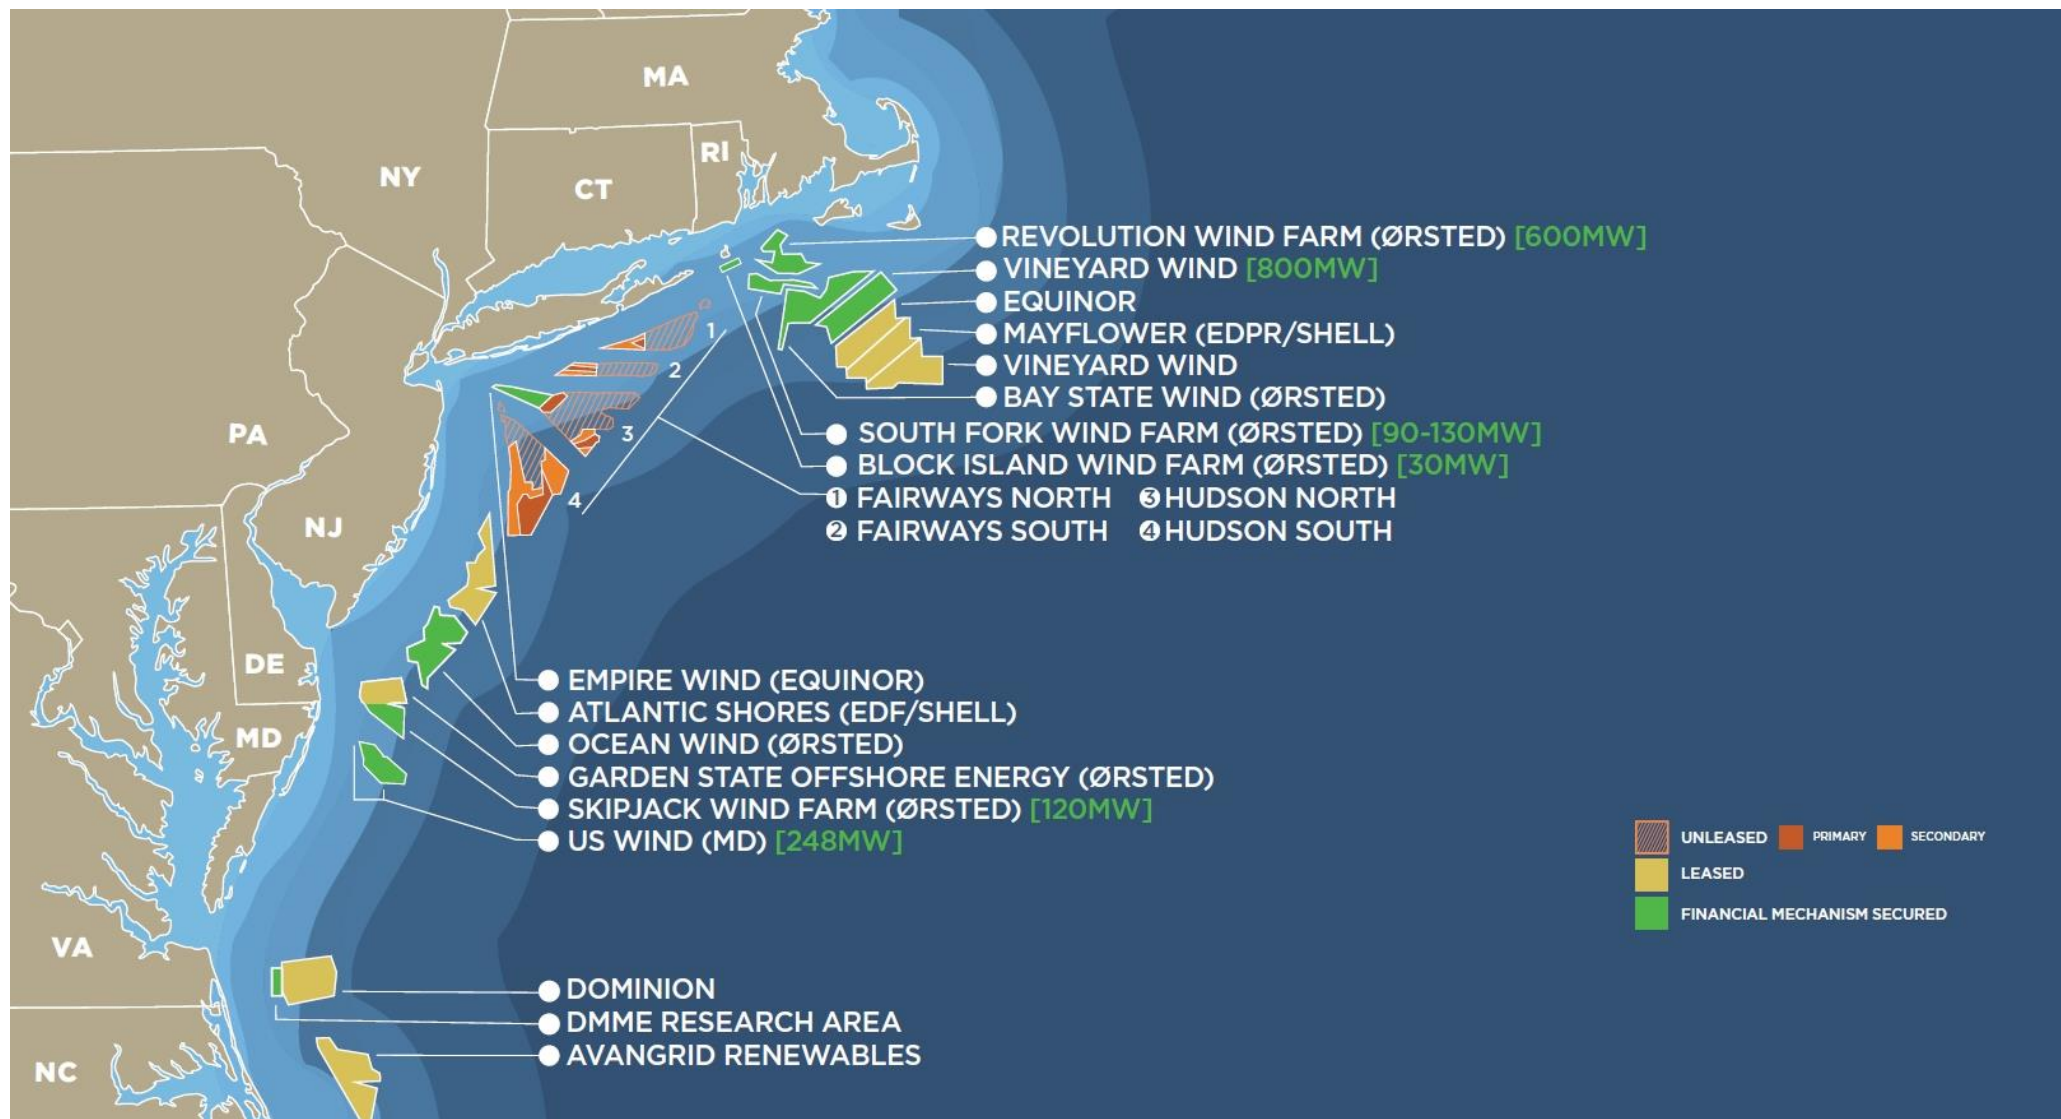 MA
RI
NY
CT
REVOLUTION WIND FARM (ØRSTED) [600MW]
VINEYARD WIND [800MW]
EQUINOR
MAYFLOWER (EDPR/SHELL)
VINEYARD WIND
BAY STATE WIND (ØRSTED)
SOUTH FORK WIND FARM (ØRSTED) [90-130MW]
BLOCK ISLAND WIND FARM (ØRSTED) [30MW]
1 FAIRWAYS NORTH 3 HUDSON NORTH
2 FAIRWAYS SOUTH 4 HUDSON SOUTH
1
2
3
4
PA
NJ
DE
MD
EMPIRE WIND (EQUINOR)
ATLANTIC SHORES (EDF/SHELL)
OCEAN WIND (ØRSTED)
GARDEN STATE OFFSHORE ENERGY (ØRSTED)
SKIPJACK WIND FARM (ØRSTED) [120MW]
US WIND (MD) [248MW]
UNLEASED PRIMARY SECONDARY
LEASED
FINANCIAL MECHANISM SECURED
VA
DOMINION
DMME RESEARCH AREA
AVANGRID RENEWABLES
NC